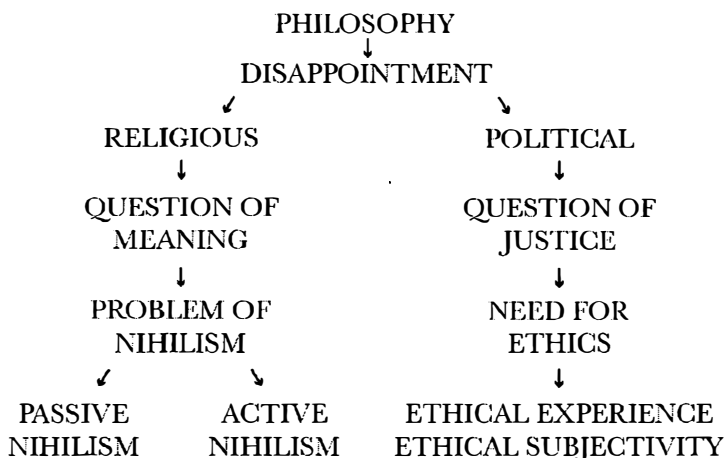 PHILOSOPHY
DISAPPOINTMENT
RELIGIOUS
POLITICAL
QUESTION OF
MEANING
QUESTION OF
JUSTICE
PROBLEM OF
NIHILISM
NEED FOR
ETHICS
PASSIVE
NIHILISM
ACTIVE
NIHILISM
ETHICAL EXPERIENCE
ETHICAL SUBJECTIVITY